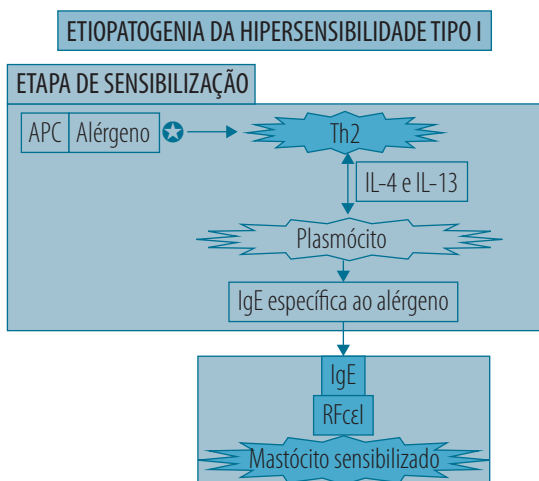 ETIOPATOGENIA DA HIPERSENSIBILIDADE TIPO I
ETAPA DE SENSIBILIZAÇÃO
APC Alérgeno Th2
IL-4 e IL-13
Plasmócito
IgE específica ao alérgeno
IgE
RFcεI
Mastócito sensibilizado